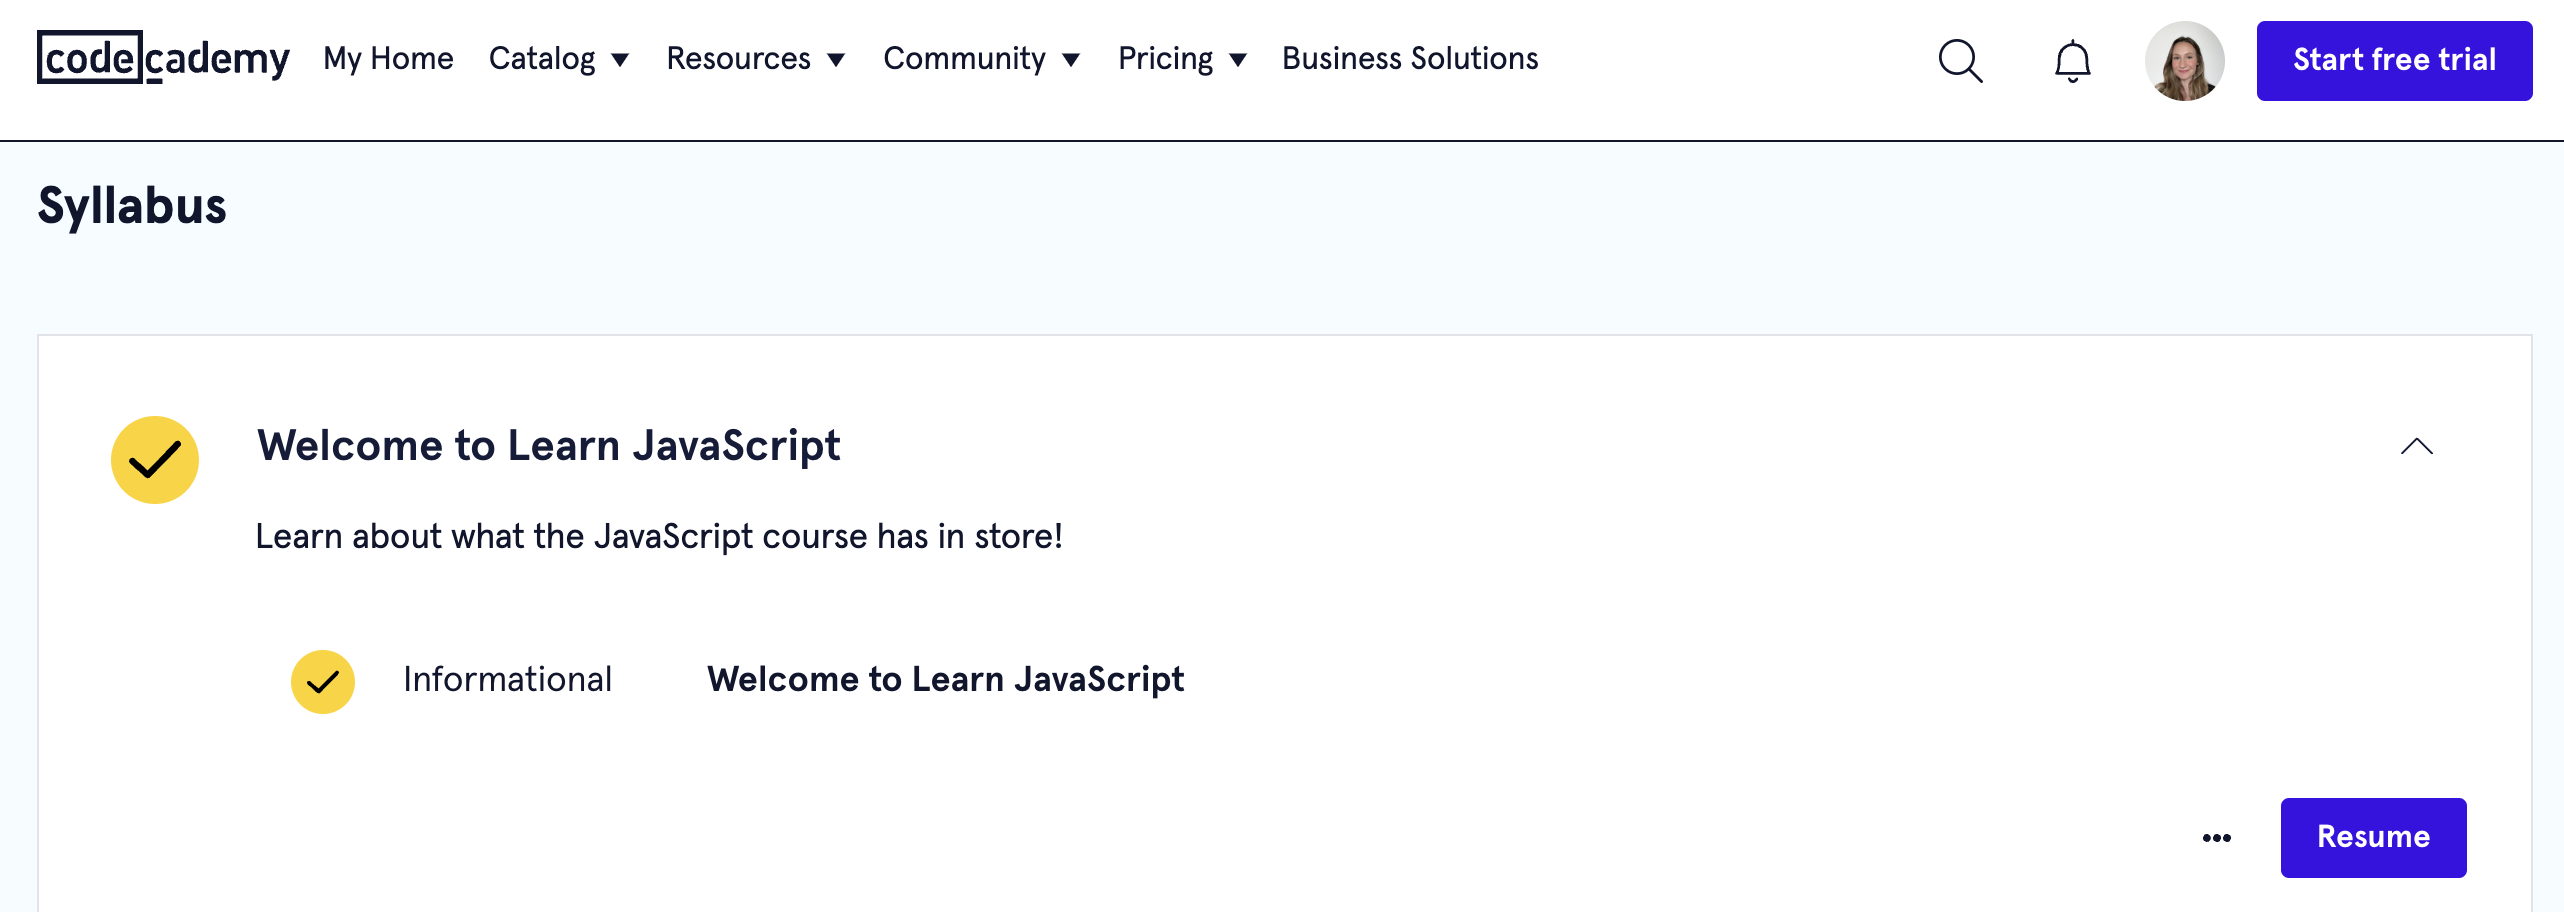 codecademy My Home Catalog Resources Community Pricing Business Solutions Start free trial
Syllabus
Welcome to Learn JavaScript
Learn about what the JavaScript course has in store!
Informational Welcome to Learn JavaScript
Resume